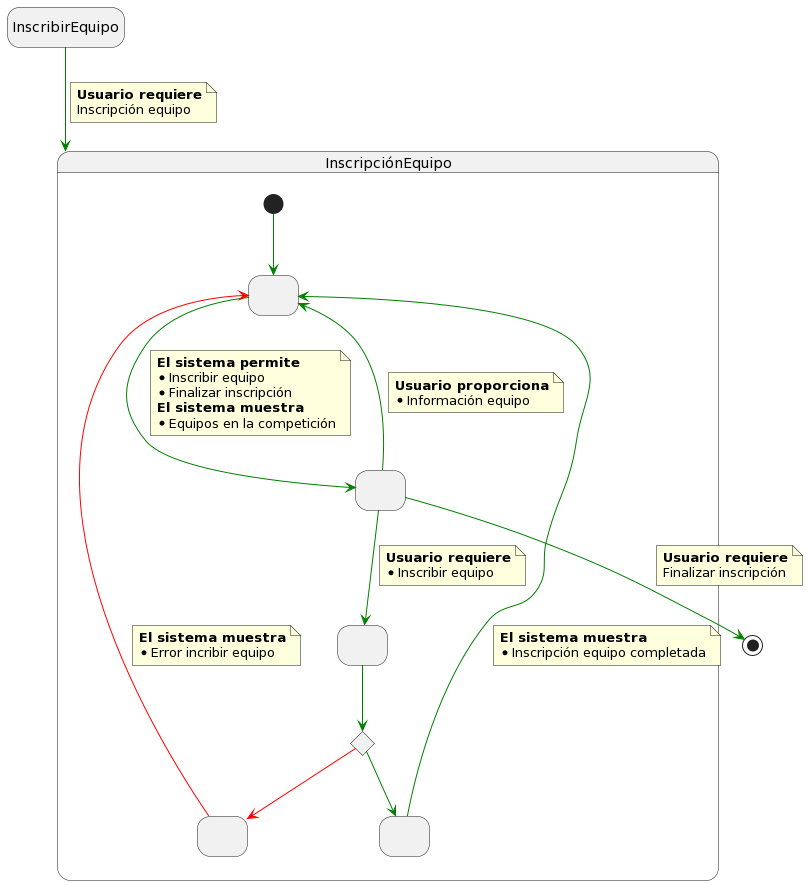 InscribirEquipo
Usuario requiere
Inscripción equipo
InscripciónEquipo
El sistema permite
• Inscribir equipo
• Finalizar inscripción
El sistema muestra
• Equipos en la competición
Usuario proporciona
• Información equipo
Usuario requiere
• Inscribir equipo
Usuario requiere
Finalizar inscripción
El sistema muestra
• Error incribir equipo
El sistema muestra
• Inscripción equipo completada